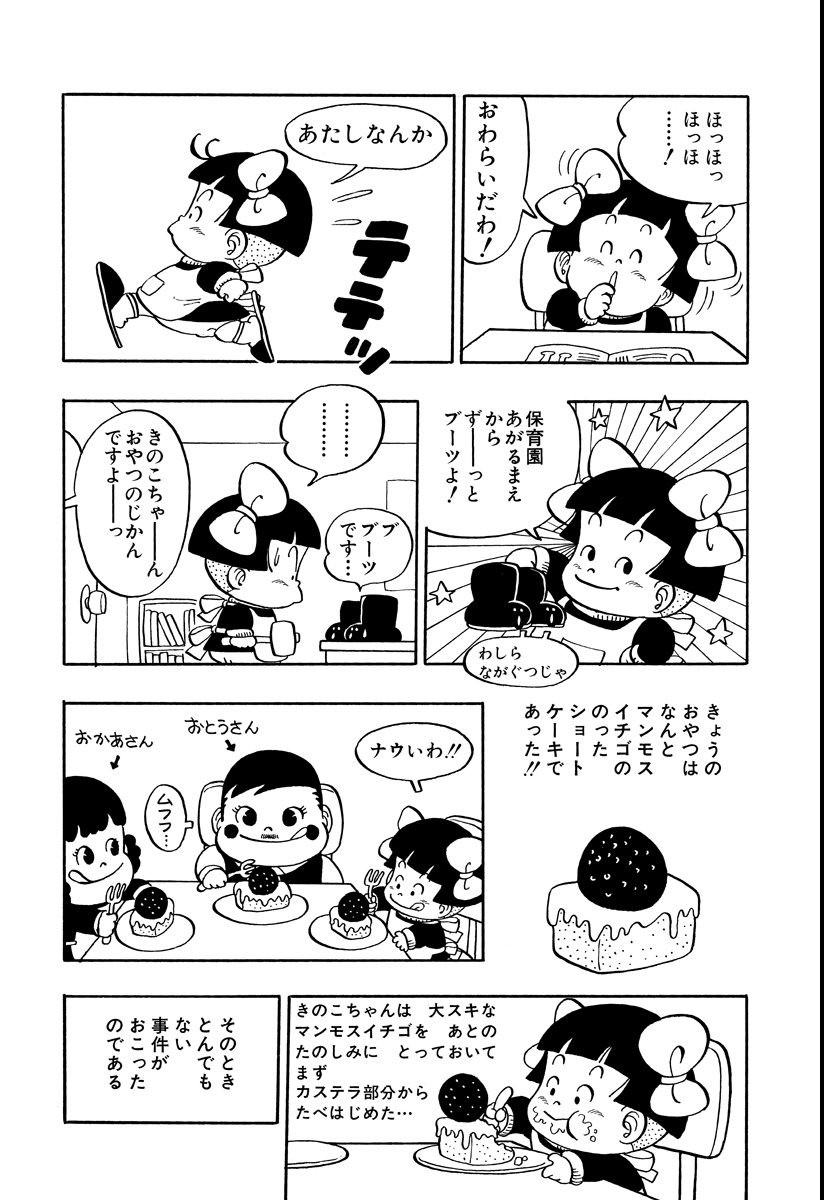 ほっほっ
ほっほ
……!
おわらいだわ!
あたしなんか
テテテッ
保育園
あがるまえ
から
ずーーっと
ブーツよ!
わしら
ながぐつじゃ
ブ
ブーツ
です…
………
………
きのこちゃーーん
おやつのじかん
ですよーーっ
きょうの
おやつは
なんと
マンモス
イチゴの
のった
ショート
ケーキで
あった!!
ナウいわ!!
おとうさん
ムフフ…
おかあさん
きのこちゃんは 大スキな
マンモスイチゴを あとの
たのしみに とっておいて
まず
カステラ部分から
たべはじめた…
そのとき
とんでも
ない
事件が
おこった
のである